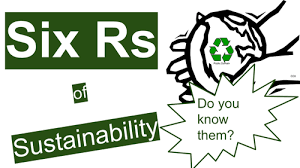 Six Rs
of
Sustainability
Do you
know
them?